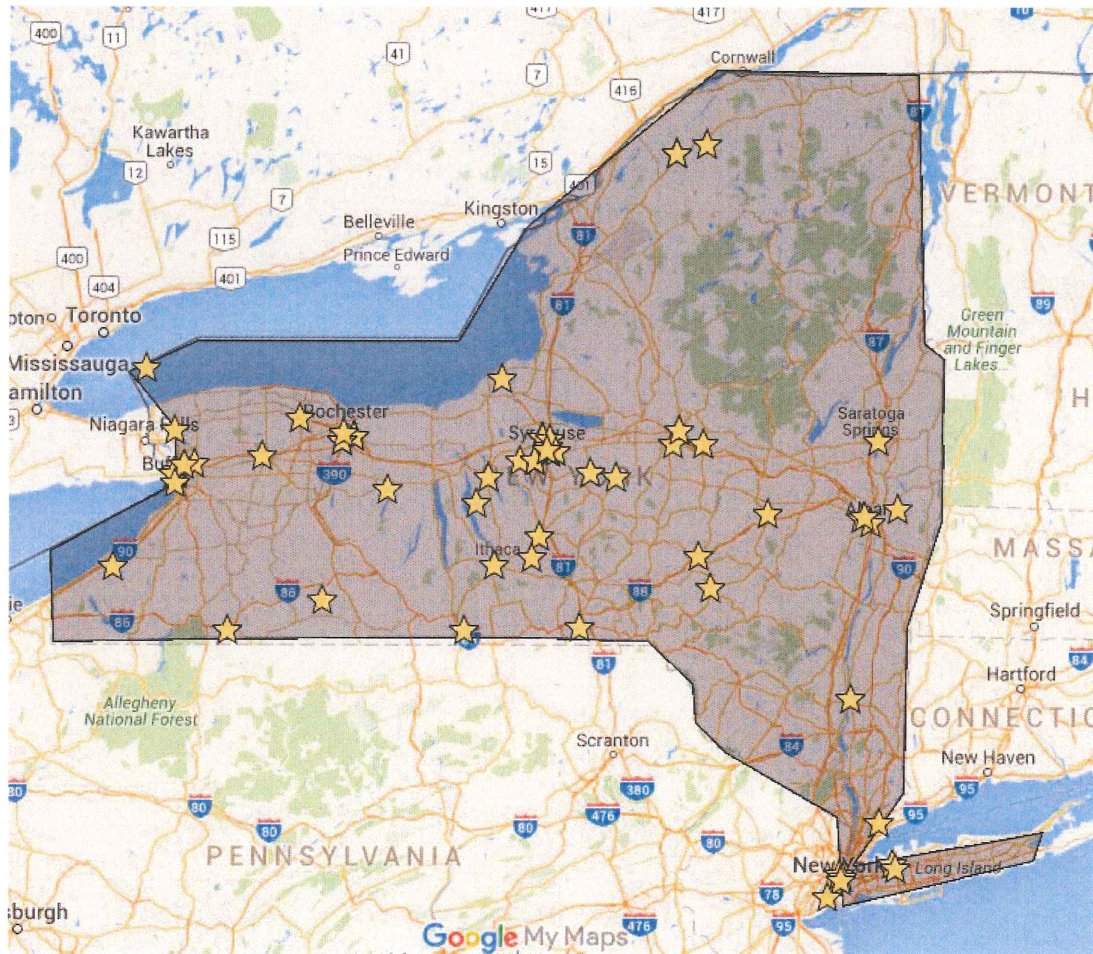 417
417
400
11
10
41
7
Cornwall
416
87
Kawartha
Lakes
12
15
401
VERMONT
7
Kingston
Belleville
81
115
Prince Edward
400
401
404
81
89
Toronto
Green
Mountain
and Finger
Lakes...
87
Mississauga
Rochester
Saratoga
Springs
Niagara Falls
Syracuse
390
NEW YORK
90
Ithaca
MASSA
81
90
86
88
86
Springfield
81
84
Allegheny
National Forest
Hartford
CONNECTIC
Scranton
84
New Haven
80
380
95
80
476
95
80
80
80
PENNSYLVANIA
New York
Long Island
78
476
95
Google My Maps